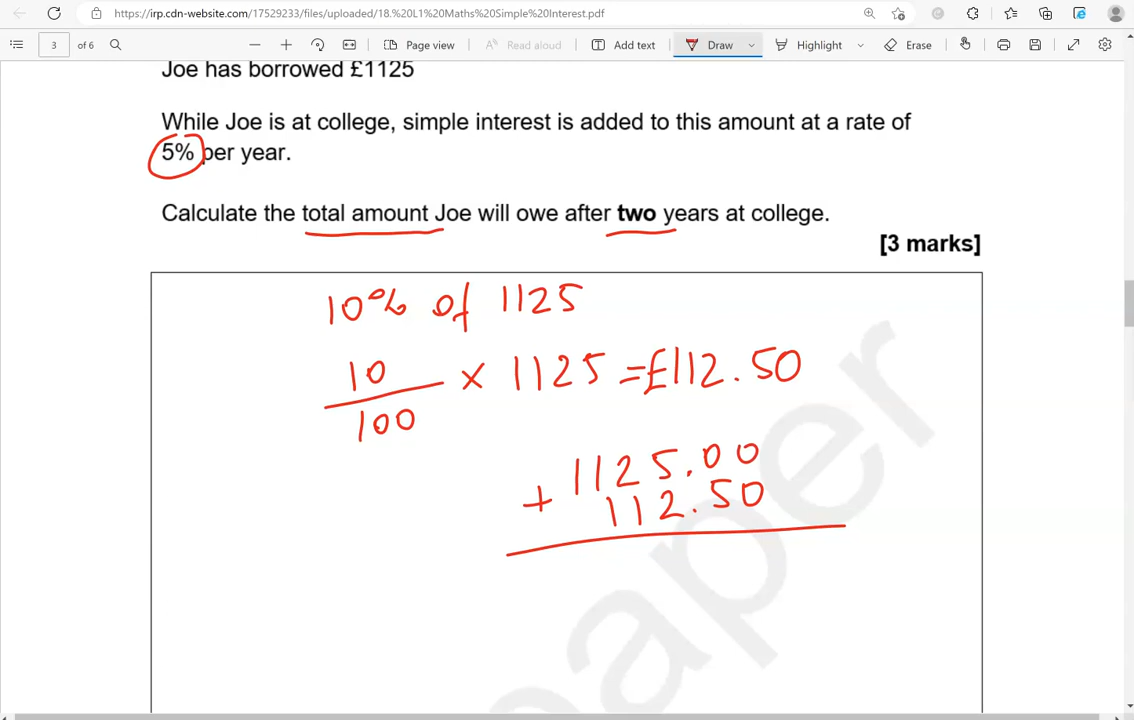 https://irp.cdn-website.com/17529233/files/uploaded/18.%20L1%20Maths%20Simple%20Interest.pdf
3 of 6 Page view Read aloud Add text Draw Highlight Erase
Joe has borrowed £1125
While Joe is at college, simple interest is added to this amount at a rate of
5% per year.
Calculate the total amount Joe will owe after two years at college.
[3 marks]
10% of 1125
10
100
× 1125 = £112.50
1125.00
+ 112.50
paper
aper